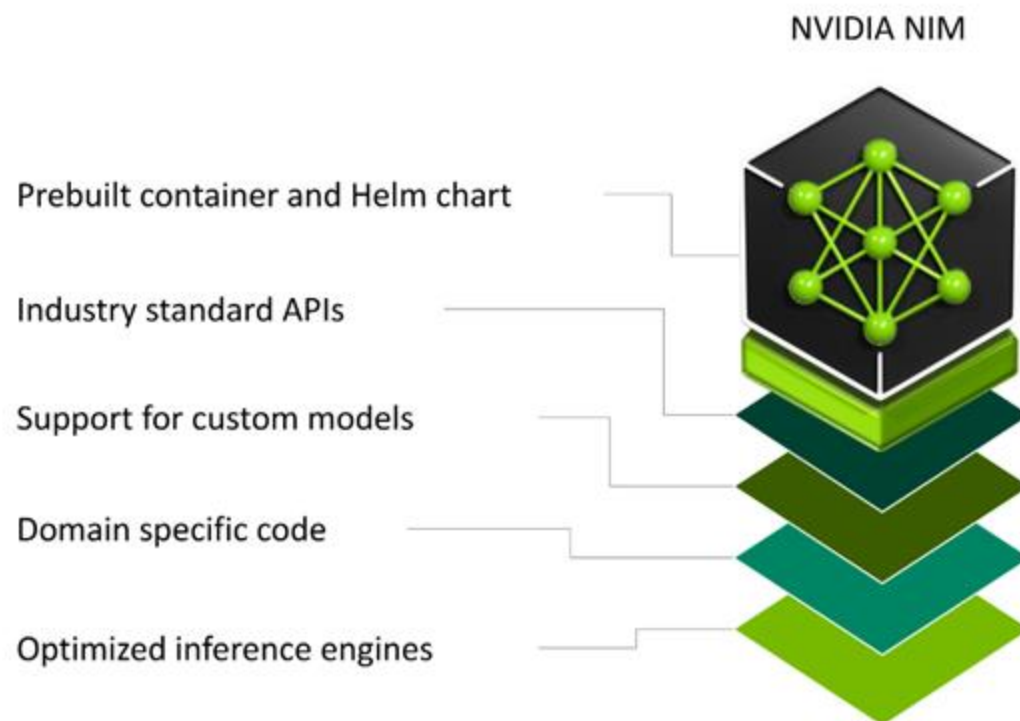 NVIDIA NIM
Prebuilt container and Helm chart
Industry standard APIs
Support for custom models
Domain specific code
Optimized inference engines